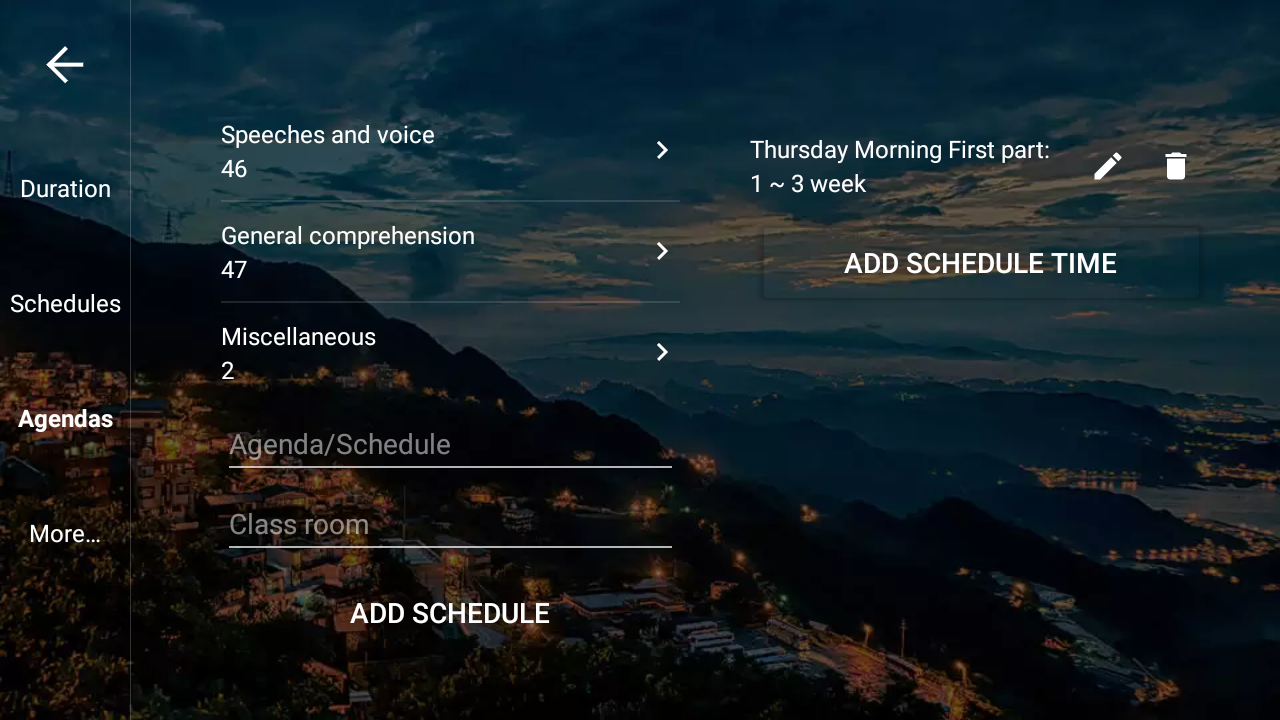 Duration
Schedules
Agendas
More...
Speeches and voice
46
General comprehension
47
Miscellaneous
2
Agenda/Schedule
Class room
ADD SCHEDULE
Thursday Morning First part:
1 ~ 3 week
ADD SCHEDULE TIME